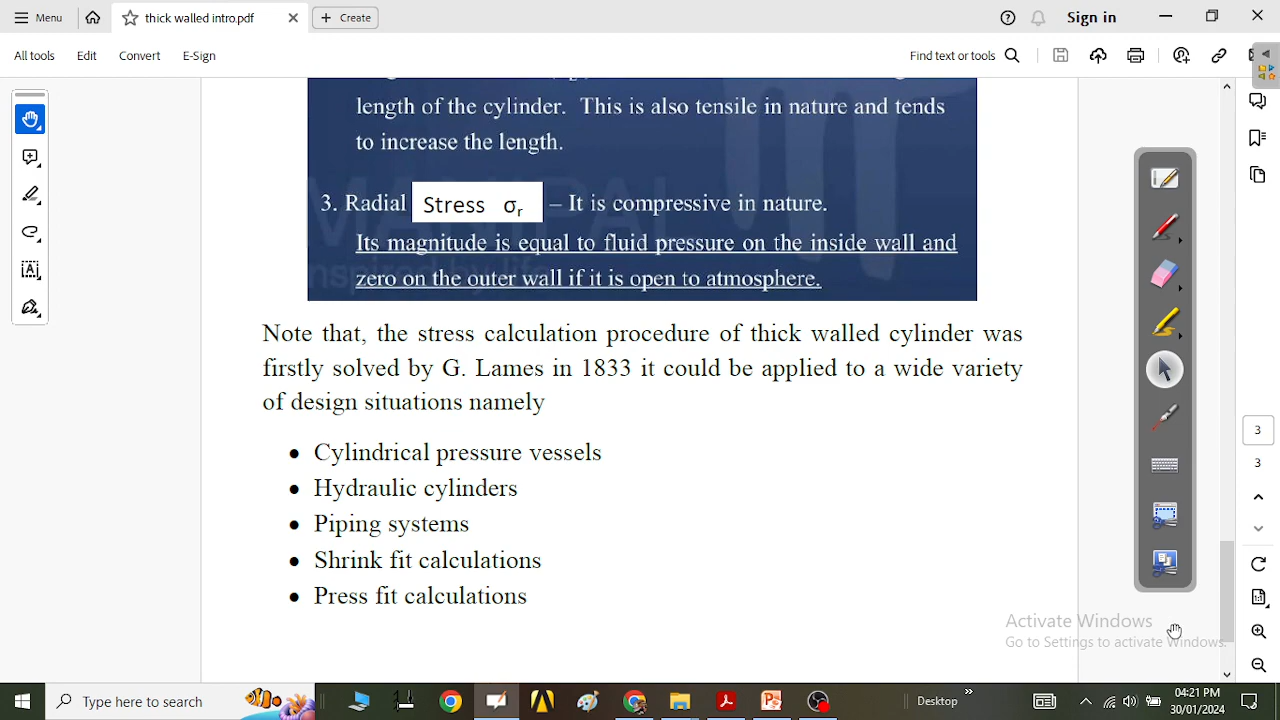 Menu
thick walled intro.pdf
Create
Sign in
All tools Edit Convert E-Sign
Find text or tools
length of the cylinder. This is also tensile in nature and tends
to increase the length.
3. Radial Stress σr – It is compressive in nature.
Its magnitude is equal to fluid pressure on the inside wall and
zero on the outer wall if it is open to atmosphere.
MANIPAL
inspired by life
Note that, the stress calculation procedure of thick walled cylinder was
firstly solved by G. Lames in 1833 it could be applied to a wide variety
of design situations namely
• Cylindrical pressure vessels
• Hydraulic cylinders
• Piping systems
• Shrink fit calculations
• Press fit calculations
3
3
Activate Windows
Go to Settings to activate Windows.
Type here to search
Desktop
04:21 PM
30/01/2024